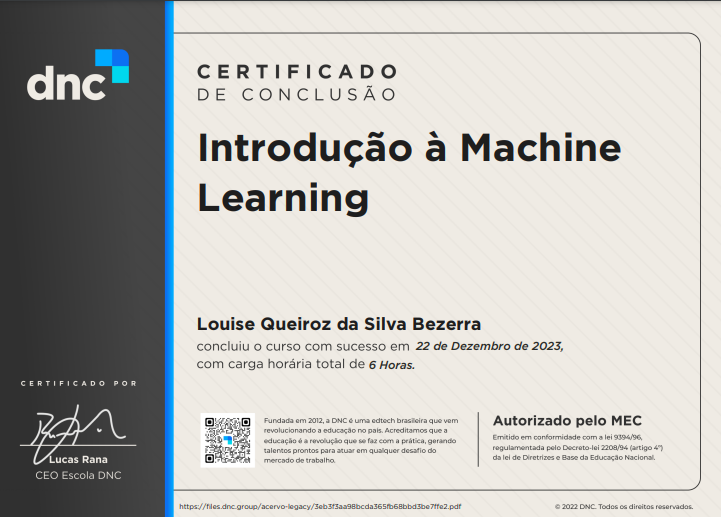 dnc
CERTIFICADO
DE CONCLUSÃO
Introdução à Machine
Learning
Louise Queiroz da Silva Bezerra
concluiu o curso com sucesso em 22 de Dezembro de 2023,
com carga horária total de 6 Horas.
CERTIFICADO POR
Lucas Rana
CEO Escola DNC
Fundada em 2012, a DNC é uma edtech brasileira que vem
revolucionando a educação no país. Acreditamos que a
educação é a revolução que se faz com a prática, gerando
talentos prontos para atuar em qualquer desafio do
mercado de trabalho.
Autorizado pelo MEC
Emitido em conformidade com a lei 9394/96,
regulamentada pelo Decreto-lei 2208/94 (artigo 4°)
da lei de Diretrizes e Base da Educação Nacional.
https://files.dnc.group/acervo-legacy/3eb3f3aa98bcda365fb68bbd3be7ffe2.pdf
© 2022 DNC. Todos os direitos reservados.